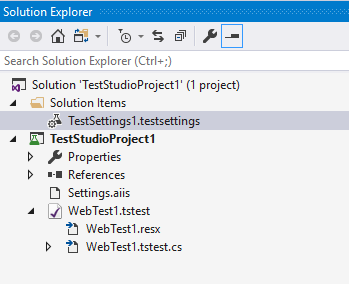 Solution Explorer
Search Solution Explorer (Ctrl+;)
Solution 'TestStudioProject1' (1 project)
Solution Items
TestSettings1.testsettings
TestStudioProject1
Properties
References
Settings.aiis
WebTest1.tstest
WebTest1.resx
WebTest1.tstest.cs